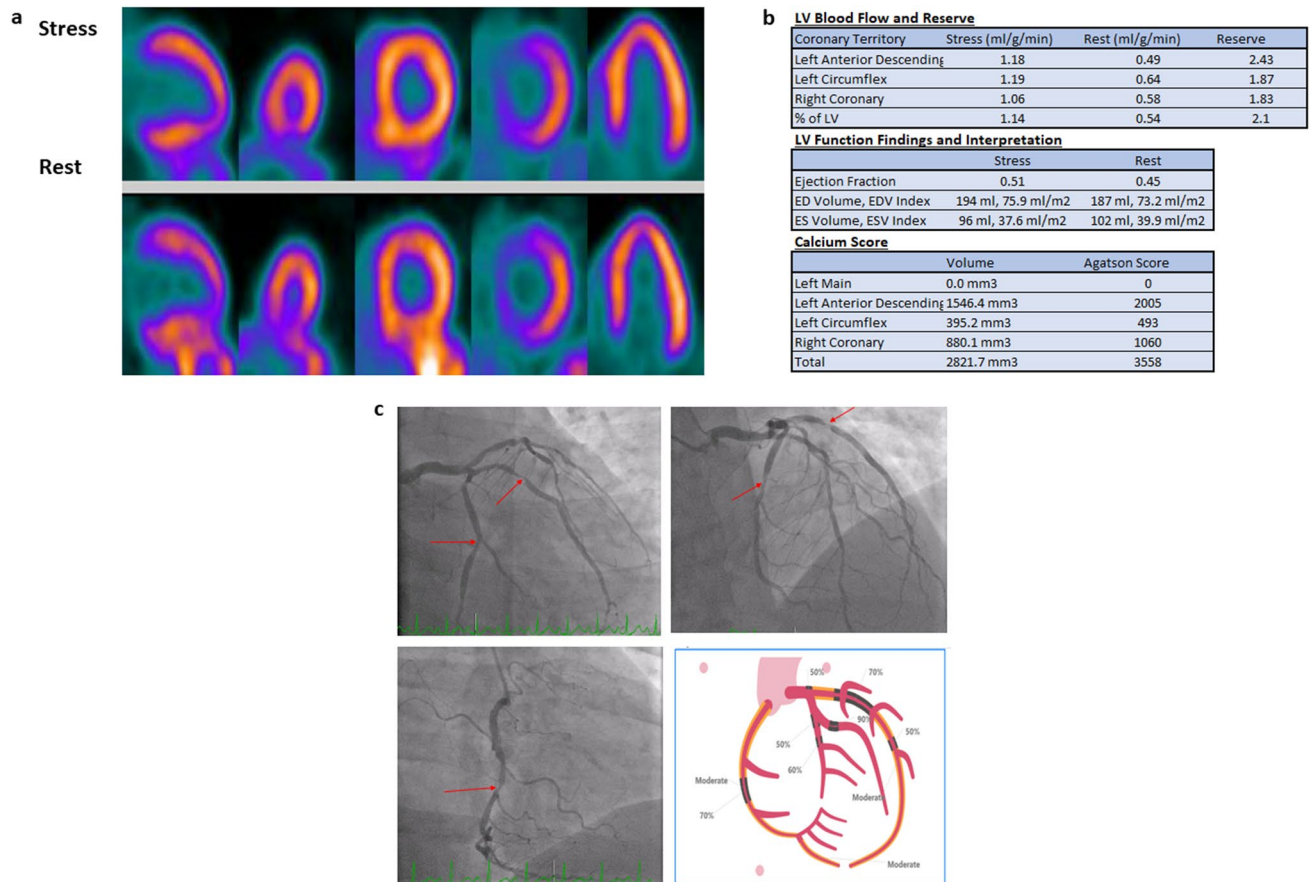 a
Stress
Rest
b
LV Blood Flow and Reserve
Coronary Territory Stress (ml/g/min) Rest (ml/g/min) Reserve
Left Anterior Descending 1.18 0.49 2.43
Left Circumflex 1.19 0.64 1.87
Right Coronary 1.06 0.58 1.83
% of LV 1.14 0.54 2.1
LV Function Findings and Interpretation
Stress Rest
Ejection Fraction 0.51 0.45
ED Volume, EDV Index 194 ml, 75.9 ml/m2 187 ml, 73.2 ml/m2
ES Volume, ESV Index 96 ml, 37.6 ml/m2 102 ml, 39.9 ml/m2
Calcium Score
Volume Agatson Score
Left Main 0.0 mm3 0
Left Anterior Descending 1546.4 mm3 2005
Left Circumflex 395.2 mm3 493
Right Coronary 880.1 mm3 1060
Total 2821.7 mm3 3558
c
50%
70%
90%
50%
50%
60%
Moderate
Moderate
70%
Moderate